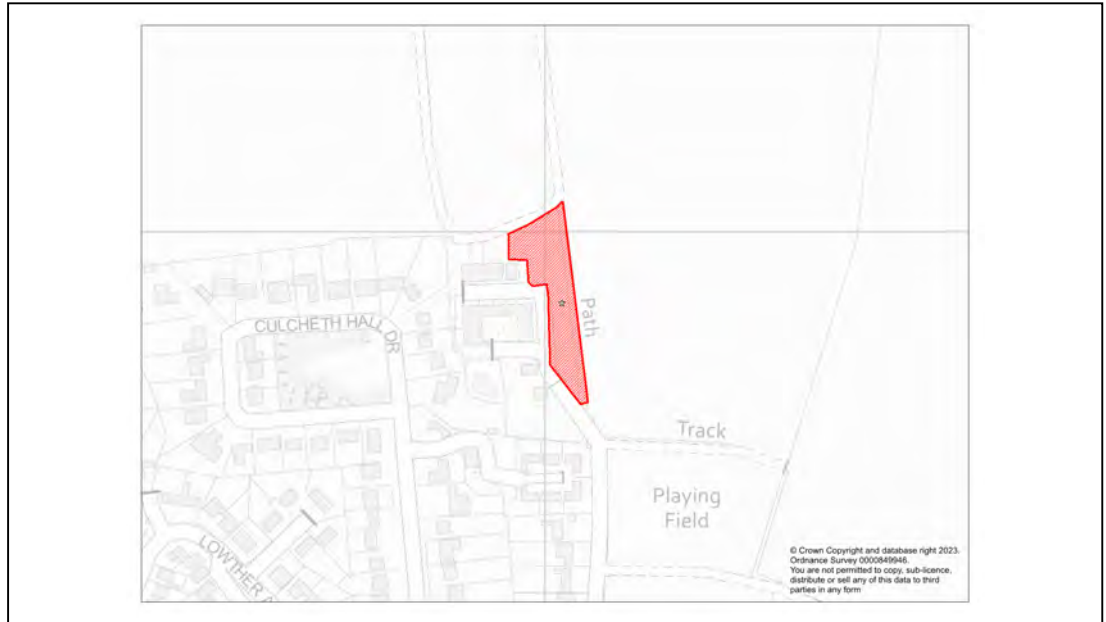 Path
CULCHETH HALL DR
Track
Playing
Field
LOWTHER A
© Crown Copyright and database right 2023.
Ordnance Survey 0000849946.
You are not permitted to copy, sub-licence,
distribute or sell any of this data to third
parties in any form